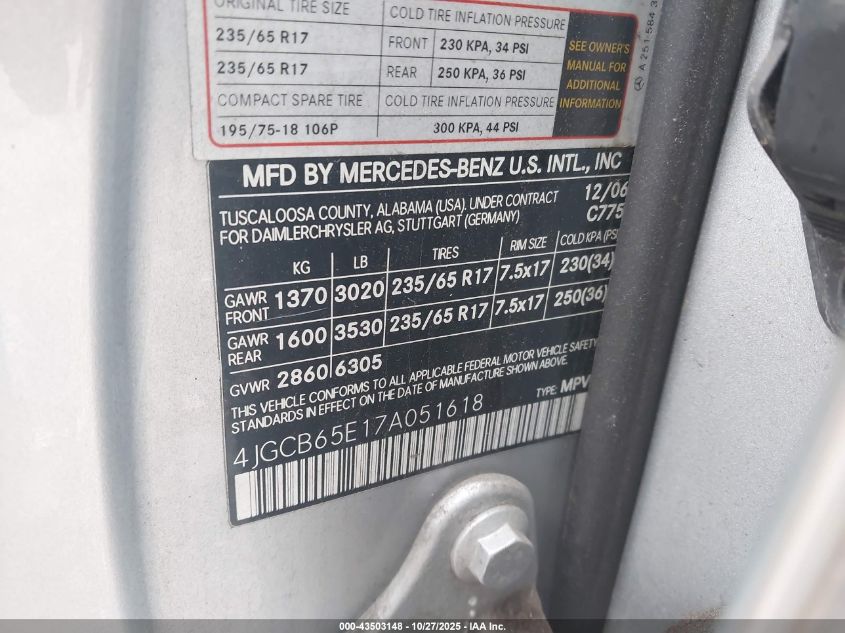 ORIGINAL TIRE SIZE COLD TIRE INFLATION PRESSURE
235/65 R17 FRONT 230 KPA, 34 PSI
235/65 R17 REAR 250 KPA, 36 PSI
SEE OWNER'S
MANUAL FOR
ADDITIONAL
INFORMATION
COMPACT SPARE TIRE COLD TIRE INFLATION PRESSURE
195/75-18 106P 300 KPA, 44 PSI
A 251 584 3
MFD BY MERCEDES-BENZ U.S. INTL., INC
TUSCALOOSA COUNTY, ALABAMA (USA). UNDER CONTRACT 12/06
FOR DAIMLERCHRYSLER AG, STUTTGART (GERMANY) C775
KG LB TIRES RIM SIZE COLD KPA (PSI
GAWR FRONT 1370 3020 235/65 R17 7.5x17 230(34)
GAWR REAR 1600 3530 235/65 R17 7.5x17 250(36)
GVWR 2860 6305
THIS VEHICLE CONFORMS TO ALL APPLICABLE FEDERAL MOTOR VEHICLE SAFETY
IN EFFECT ON THE DATE OF MANUFACTURE SHOWN ABOVE.
TYPE: MPV
4JGCB65E17A051618
000-43503148 - 10/27/2025 - IAA Inc.